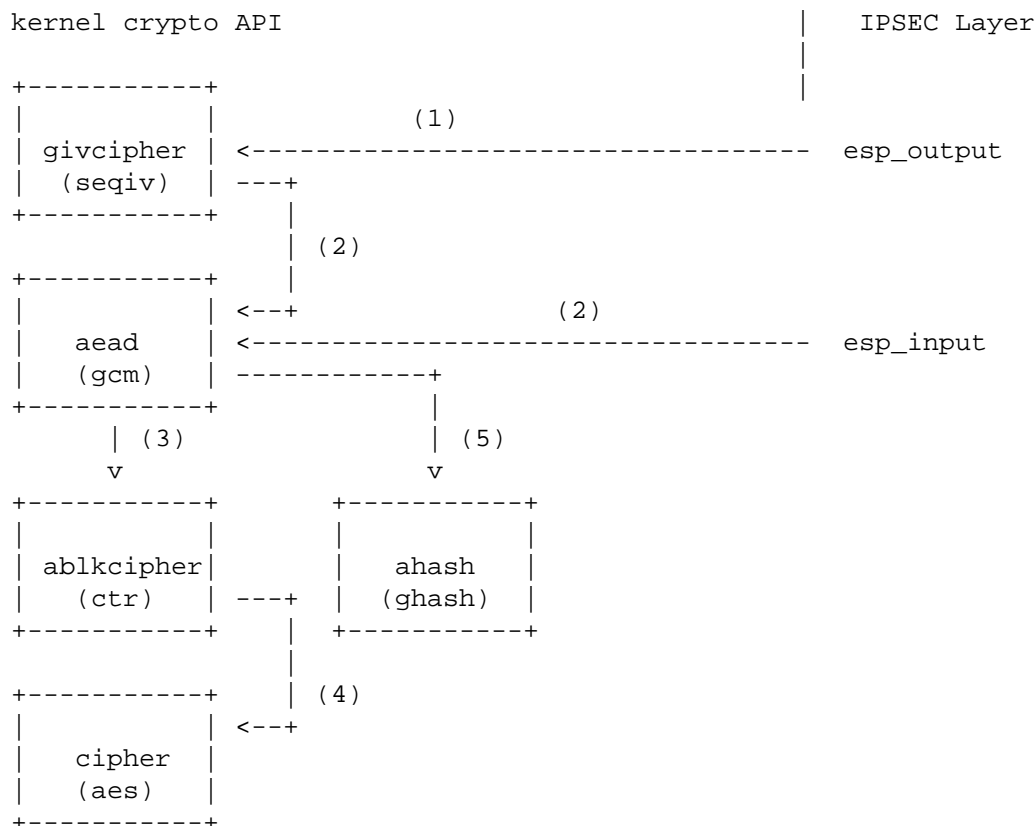 kernel crypto API                                |   IPSEC Layer
                                                 |
+-----------+                                    |
|           |            (1)
| givcipher | <----------------------------------- esp_output
|  (seqiv)  | ---+
+-----------+    |
                 | (2)
+-----------+    |
|           | <--+                (2)
|   aead    | <----------------------------------- esp_input
|   (gcm)   | ------------+
+-----------+             |
      | (3)               | (5)
      v                   v
+-----------+       +-----------+
|           |       |           |
| ablkcipher|       |   ahash   |
|   (ctr)   | ---+  |  (ghash)  |
+-----------+    |  +-----------+
                 |
+-----------+    | (4)
|           | <--+
|   cipher  |
|   (aes)   |
+-----------+